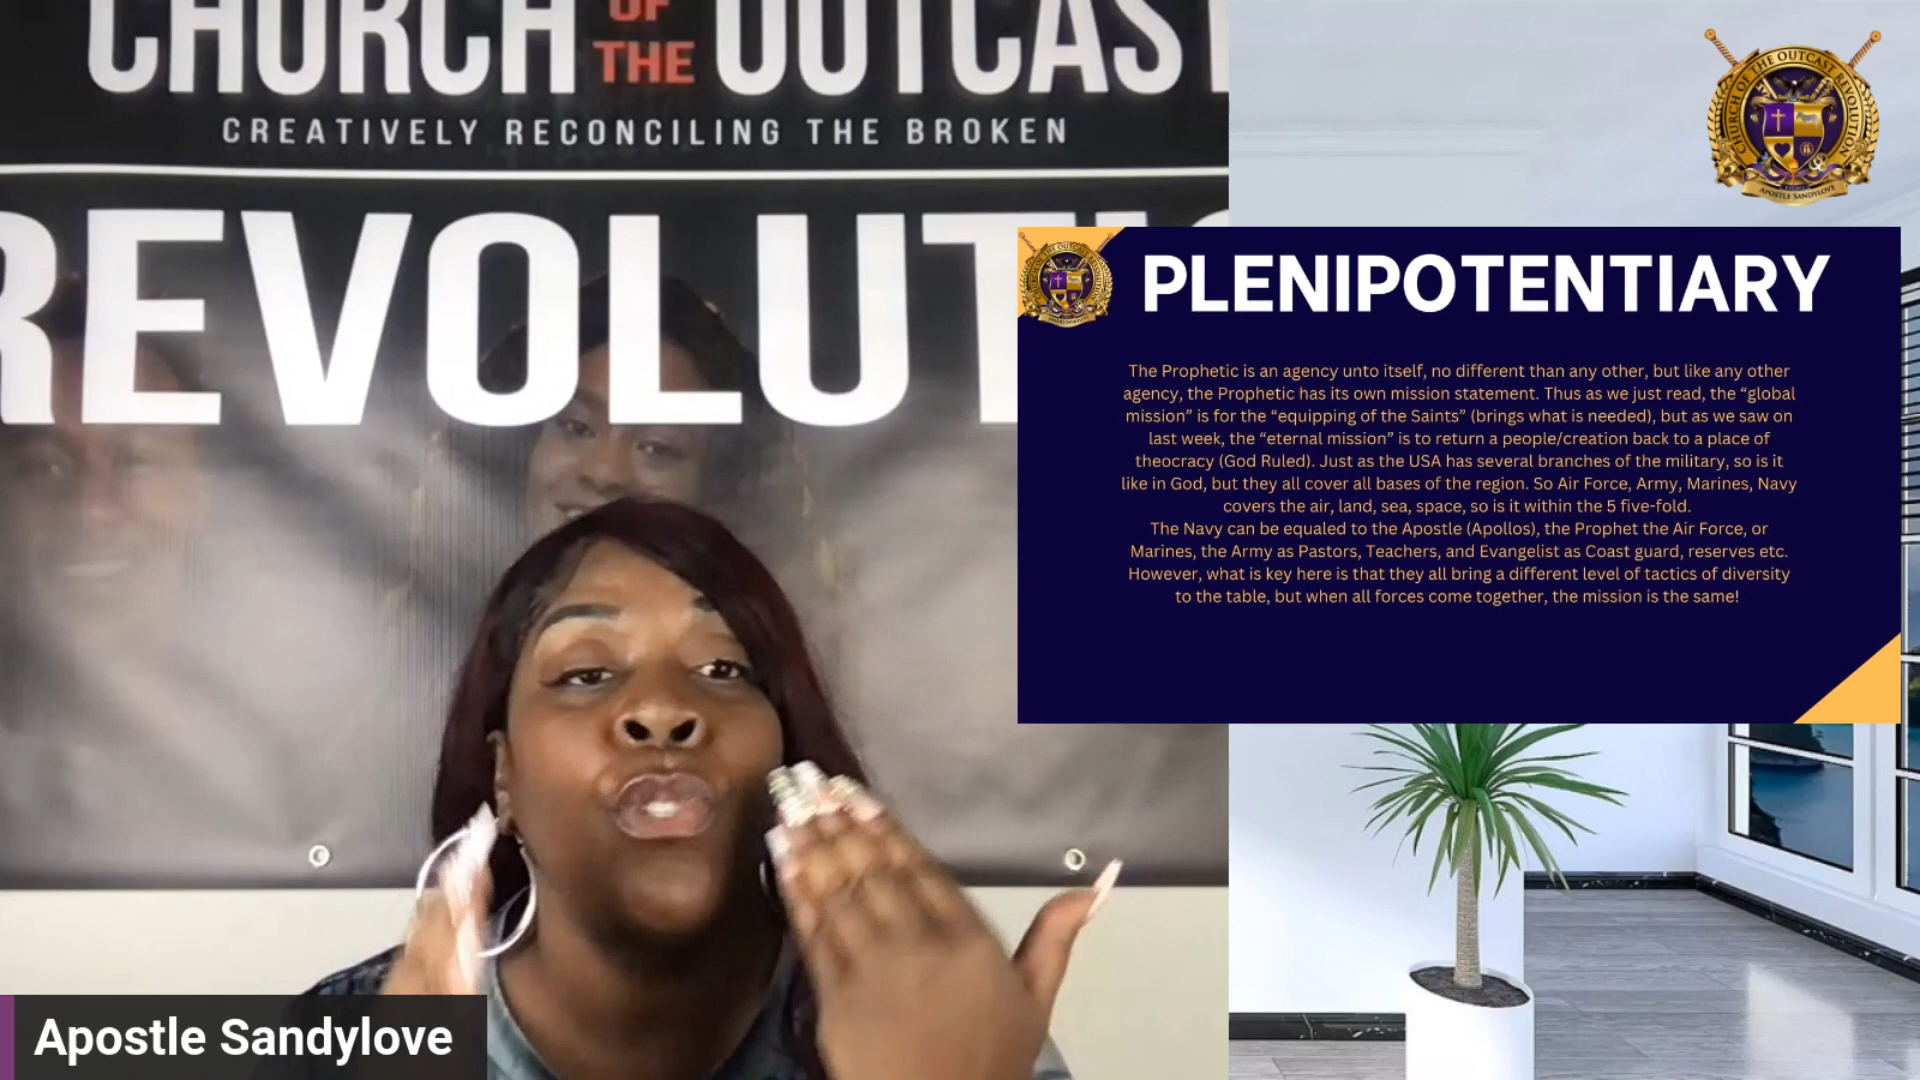 CHURCH OF THE OUTCAST
CREATIVELY RECONCILING THE BROKEN
REVOLUTI
CHURCH OF THE OUTCAST REVOLUTION
APOSTLE SANDYLOVE
PLENIPOTENTIARY
The Prophetic is an agency unto itself, no different than any other, but like any other
agency, the Prophetic has its own mission statement. Thus as we just read, the “global
mission” is for the “equipping of the Saints” (brings what is needed), but as we saw on
last week, the “eternal mission” is to return a people/creation back to a place of
theocracy (God Ruled). Just as the USA has several branches of the military, so is it
like in God, but they all cover all bases of the region. So Air Force, Army, Marines, Navy
covers the air, land, sea, space, so is it within the 5 five-fold.
The Navy can be equaled to the Apostle (Apollos), the Prophet the Air Force, or
Marines, the Army as Pastors, Teachers, and Evangelist as Coast guard, reserves etc.
However, what is key here is that they all bring a different level of tactics of diversity
to the table, but when all forces come together, the mission is the same!
Apostle Sandylove